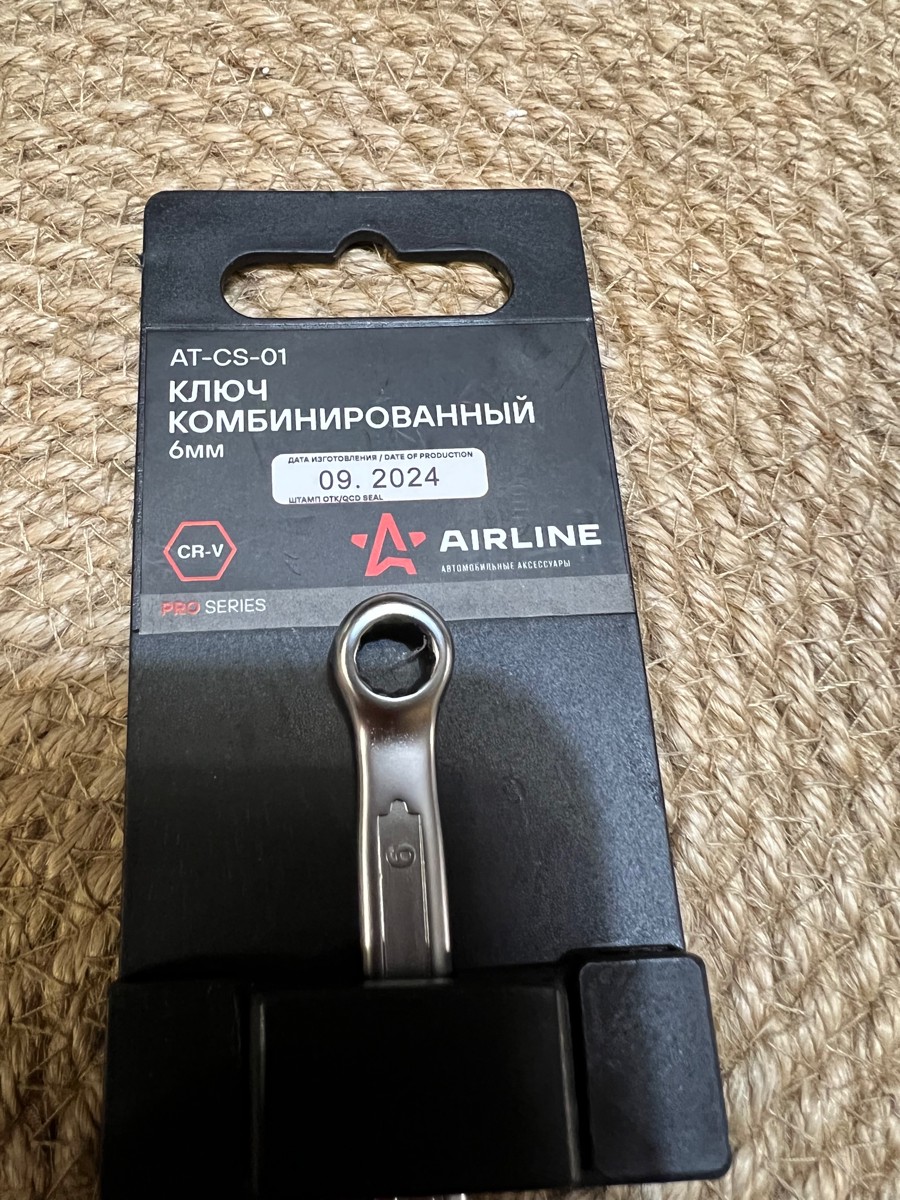 AT-CS-01
КЛЮЧ
КОМБИНИРОВАННЫЙ
6мм
ДАТА ИЗГОТОВЛЕНИЯ / DATE OF PRODUCTION
09. 2024
ШТАМП ОТК/QCD SEAL
CR-V
AIRLINE
АВТОМОБИЛЬНЫЕ АКСЕССУАРЫ
PRO SERIES
6